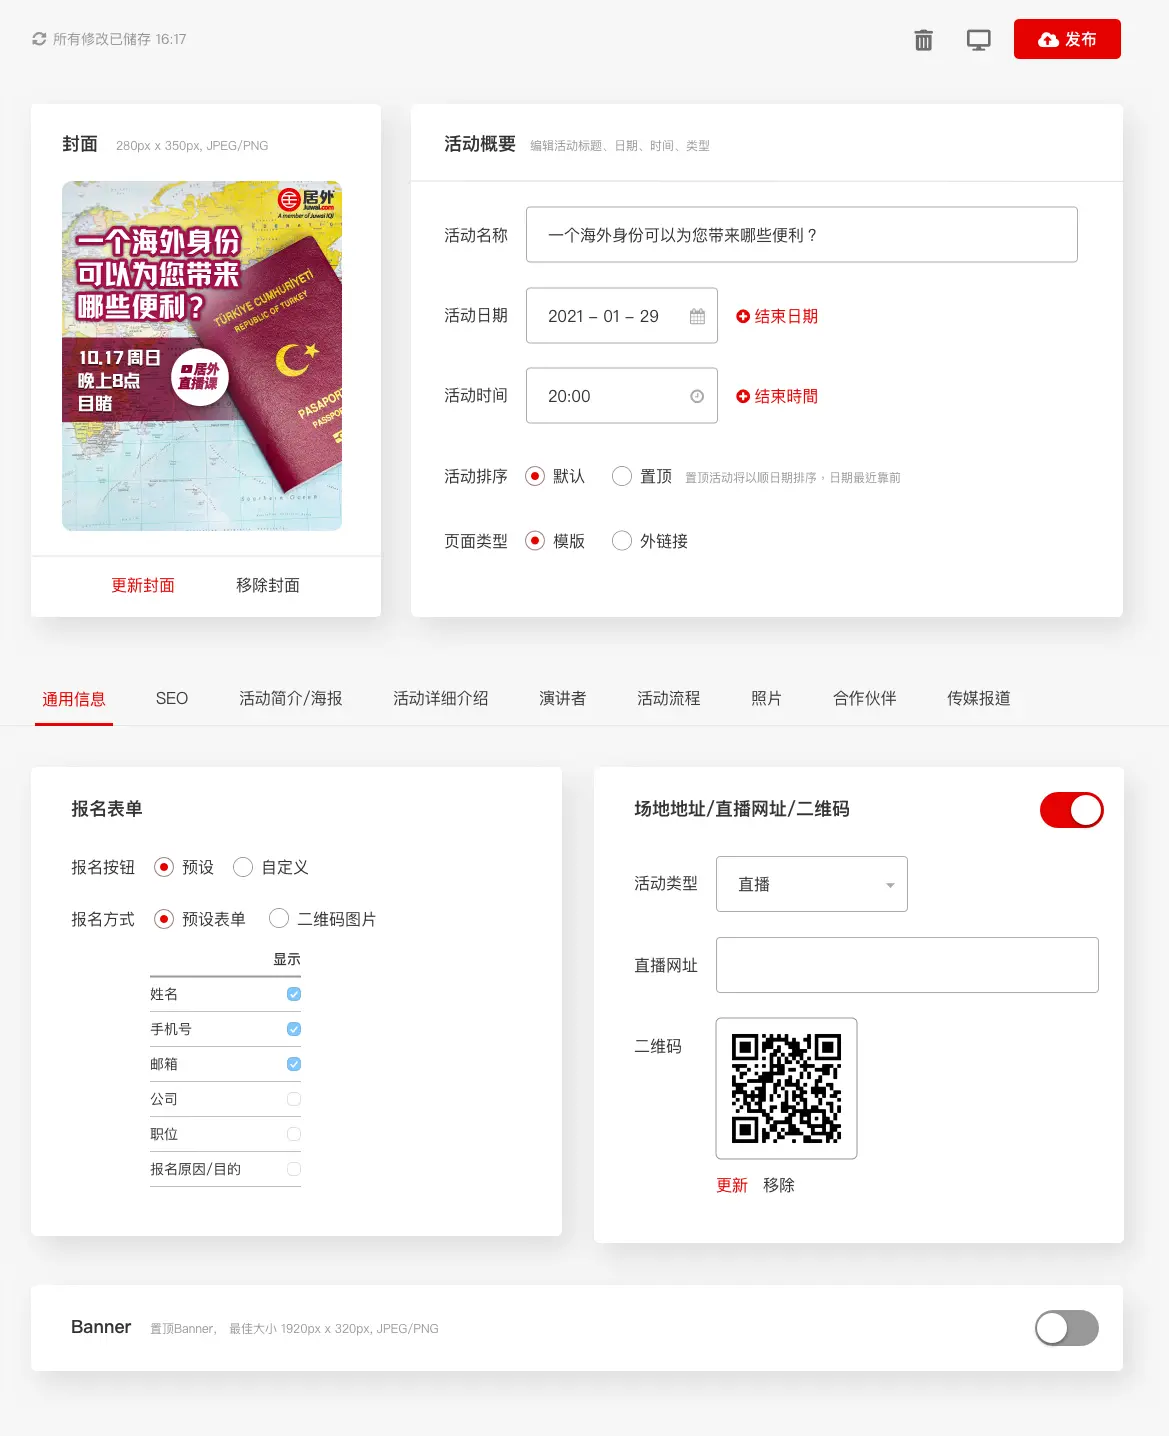 所有修改已储存 16:17
发布
封面 280px x 350px, JPEG/PNG
居外
Juwai.com
A member of Juwai IQI
一个海外身份
可以为您带来
哪些便利？
TÜRKİYE CUMHURİYETİ
REPUBLIC OF TURKEY
10.17 周日
晚上8点
目睹
居外
直播课
PASAPOR
PASSPO
Southern Ocean
更新封面 移除封面
活动概要 编辑活动标题、日期、时间、类型
活动名称 一个海外身份可以为您带来哪些便利？
活动日期 2021 – 01 – 29 结束日期
活动时间 20:00 结束時間
活动排序 默认 置顶 置顶活动将以顺日期排序，日期最近靠前
页面类型 模版 外链接
通用信息 SEO 活动简介/海报 活动详细介绍 演讲者 活动流程 照片 合作伙伴 传媒报道
报名表单
报名按钮 预设 自定义
报名方式 预设表单 二维码图片
显示
姓名
手机号
邮箱
公司
职位
报名原因/目的
场地地址/直播网址/二维码
活动类型 直播
直播网址
二维码
更新 移除
Banner 置顶Banner， 最佳大小 1920px x 320px, JPEG/PNG